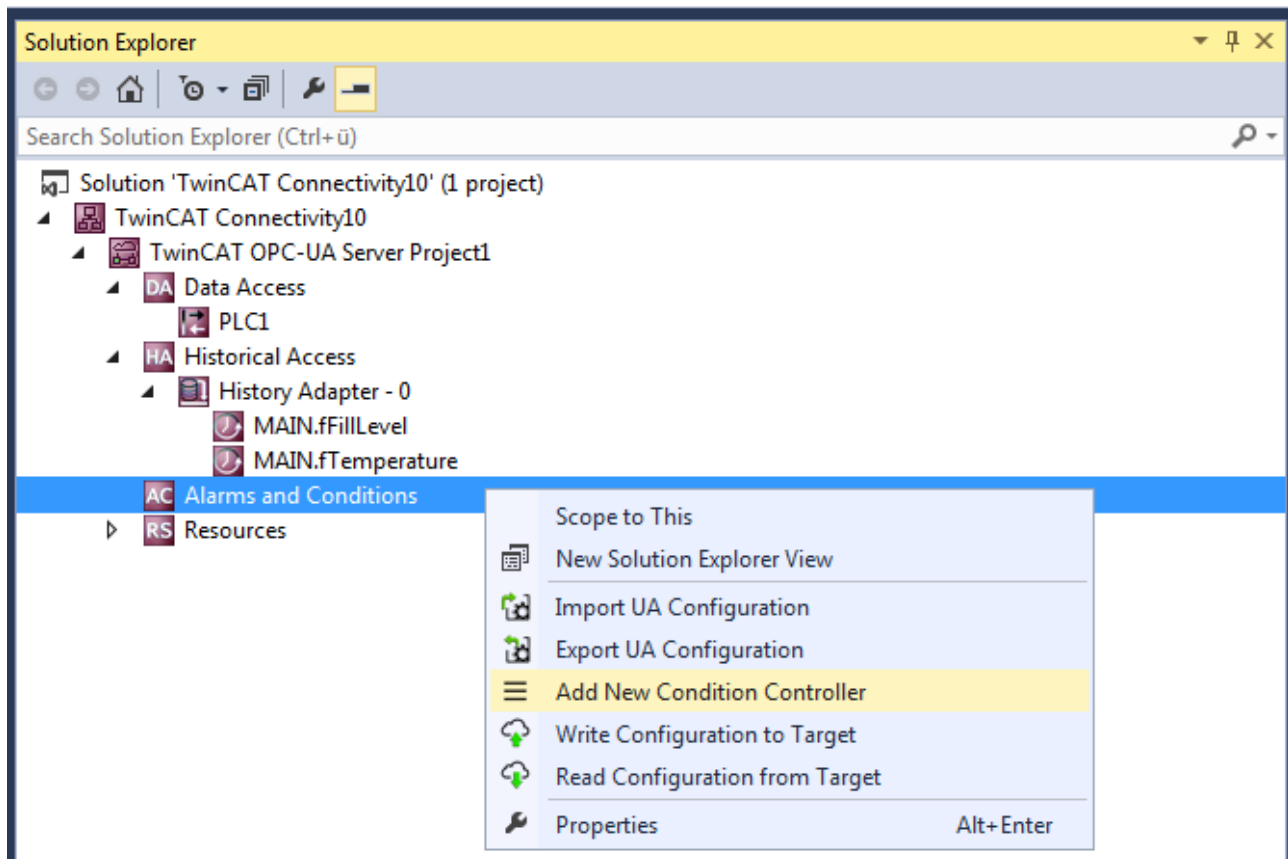 Solution Explorer
Search Solution Explorer (Ctrl+ü)
Solution 'TwinCAT Connectivity10' (1 project)
TwinCAT Connectivity10
TwinCAT OPC-UA Server Project1
DA Data Access
PLC1
HA Historical Access
History Adapter - 0
MAIN.fFillLevel
MAIN.fTemperature
AC Alarms and Conditions
RS Resources
Scope to This
New Solution Explorer View
Import UA Configuration
Export UA Configuration
Add New Condition Controller
Write Configuration to Target
Read Configuration from Target
Properties Alt+Enter